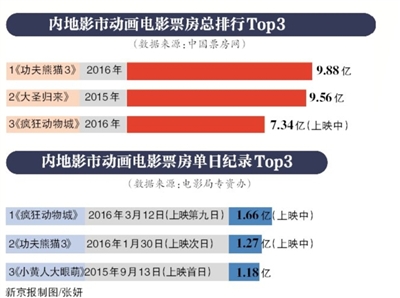 内地影市动画电影票房总排行Top3
(数据来源:中国票房网)
1《功夫熊猫3》 2016年 9.88亿
2《大圣归来》 2015年 9.56亿
3《疯狂动物城》 2016年 7.34亿(上映中)
内地影市动画电影票房单日纪录Top3
(数据来源:电影局专资办)
1《疯狂动物城》 2016年3月12日(上映第九日) 1.66亿(上映中)
2《功夫熊猫3》 2016年1月30日(上映次日) 1.27亿(上映中)
3《小黄人大眼萌》2015年9月13日(上映首日) 1.18亿
新京报制图/张妍